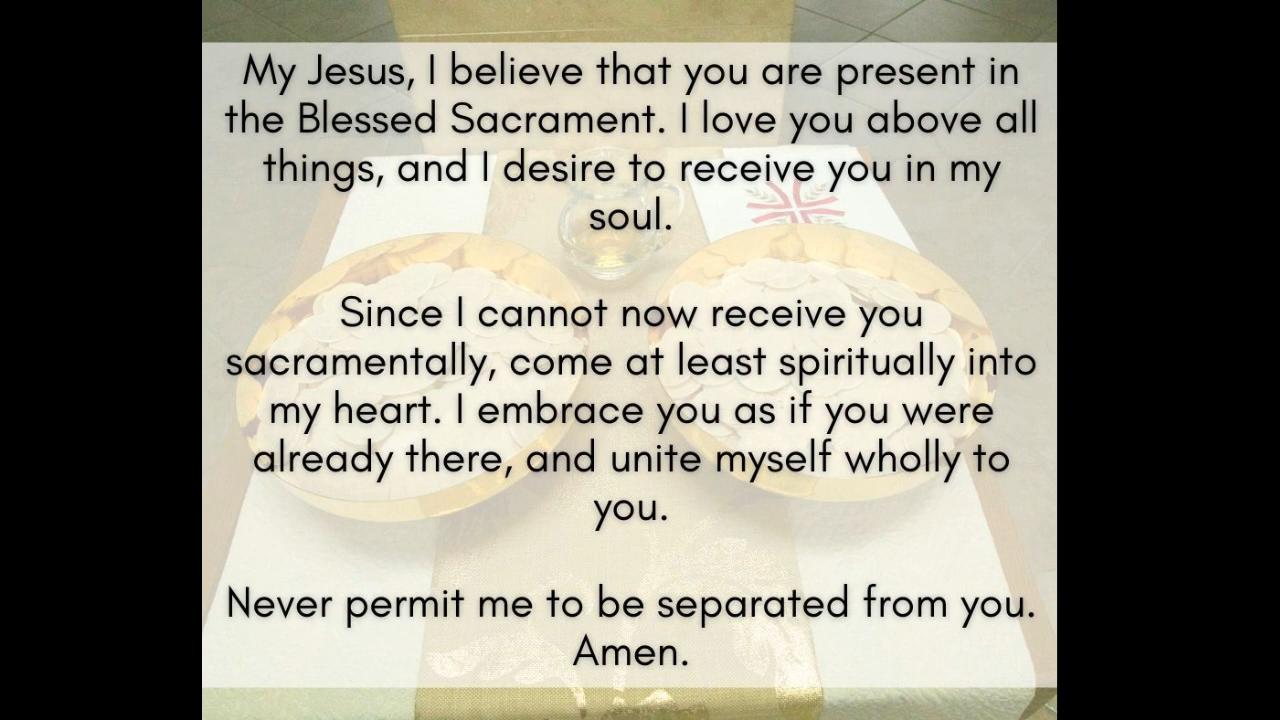 My Jesus, I believe that you are present in
the Blessed Sacrament. I love you above all
things, and I desire to receive you in my
soul.
Since I cannot now receive you
sacramentally, come at least spiritually into
my heart. I embrace you as if you were
already there, and unite myself wholly to
you.
Never permit me to be separated from you.
Amen.